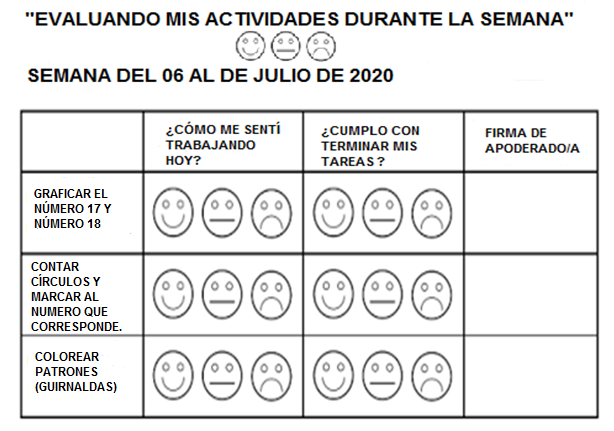 "EVALUANDO MIS ACTIVIDADES DURANTE LA SEMANA"
SEMANA DEL 06 AL DE JULIO DE 2020
¿CÓMO ME SENTÍ
TRABAJANDO
HOY?
¿CUMPLO CON
TERMINAR MIS
TAREAS ?
FIRMA DE
APODERADO/A
GRAFICAR EL
NÚMERO 17 Y
NÚMERO 18
CONTAR
CÍRCULOS Y
MARCAR AL
NUMERO QUE
CORRESPONDE.
COLOREAR
PATRONES
(GUIRNALDAS)